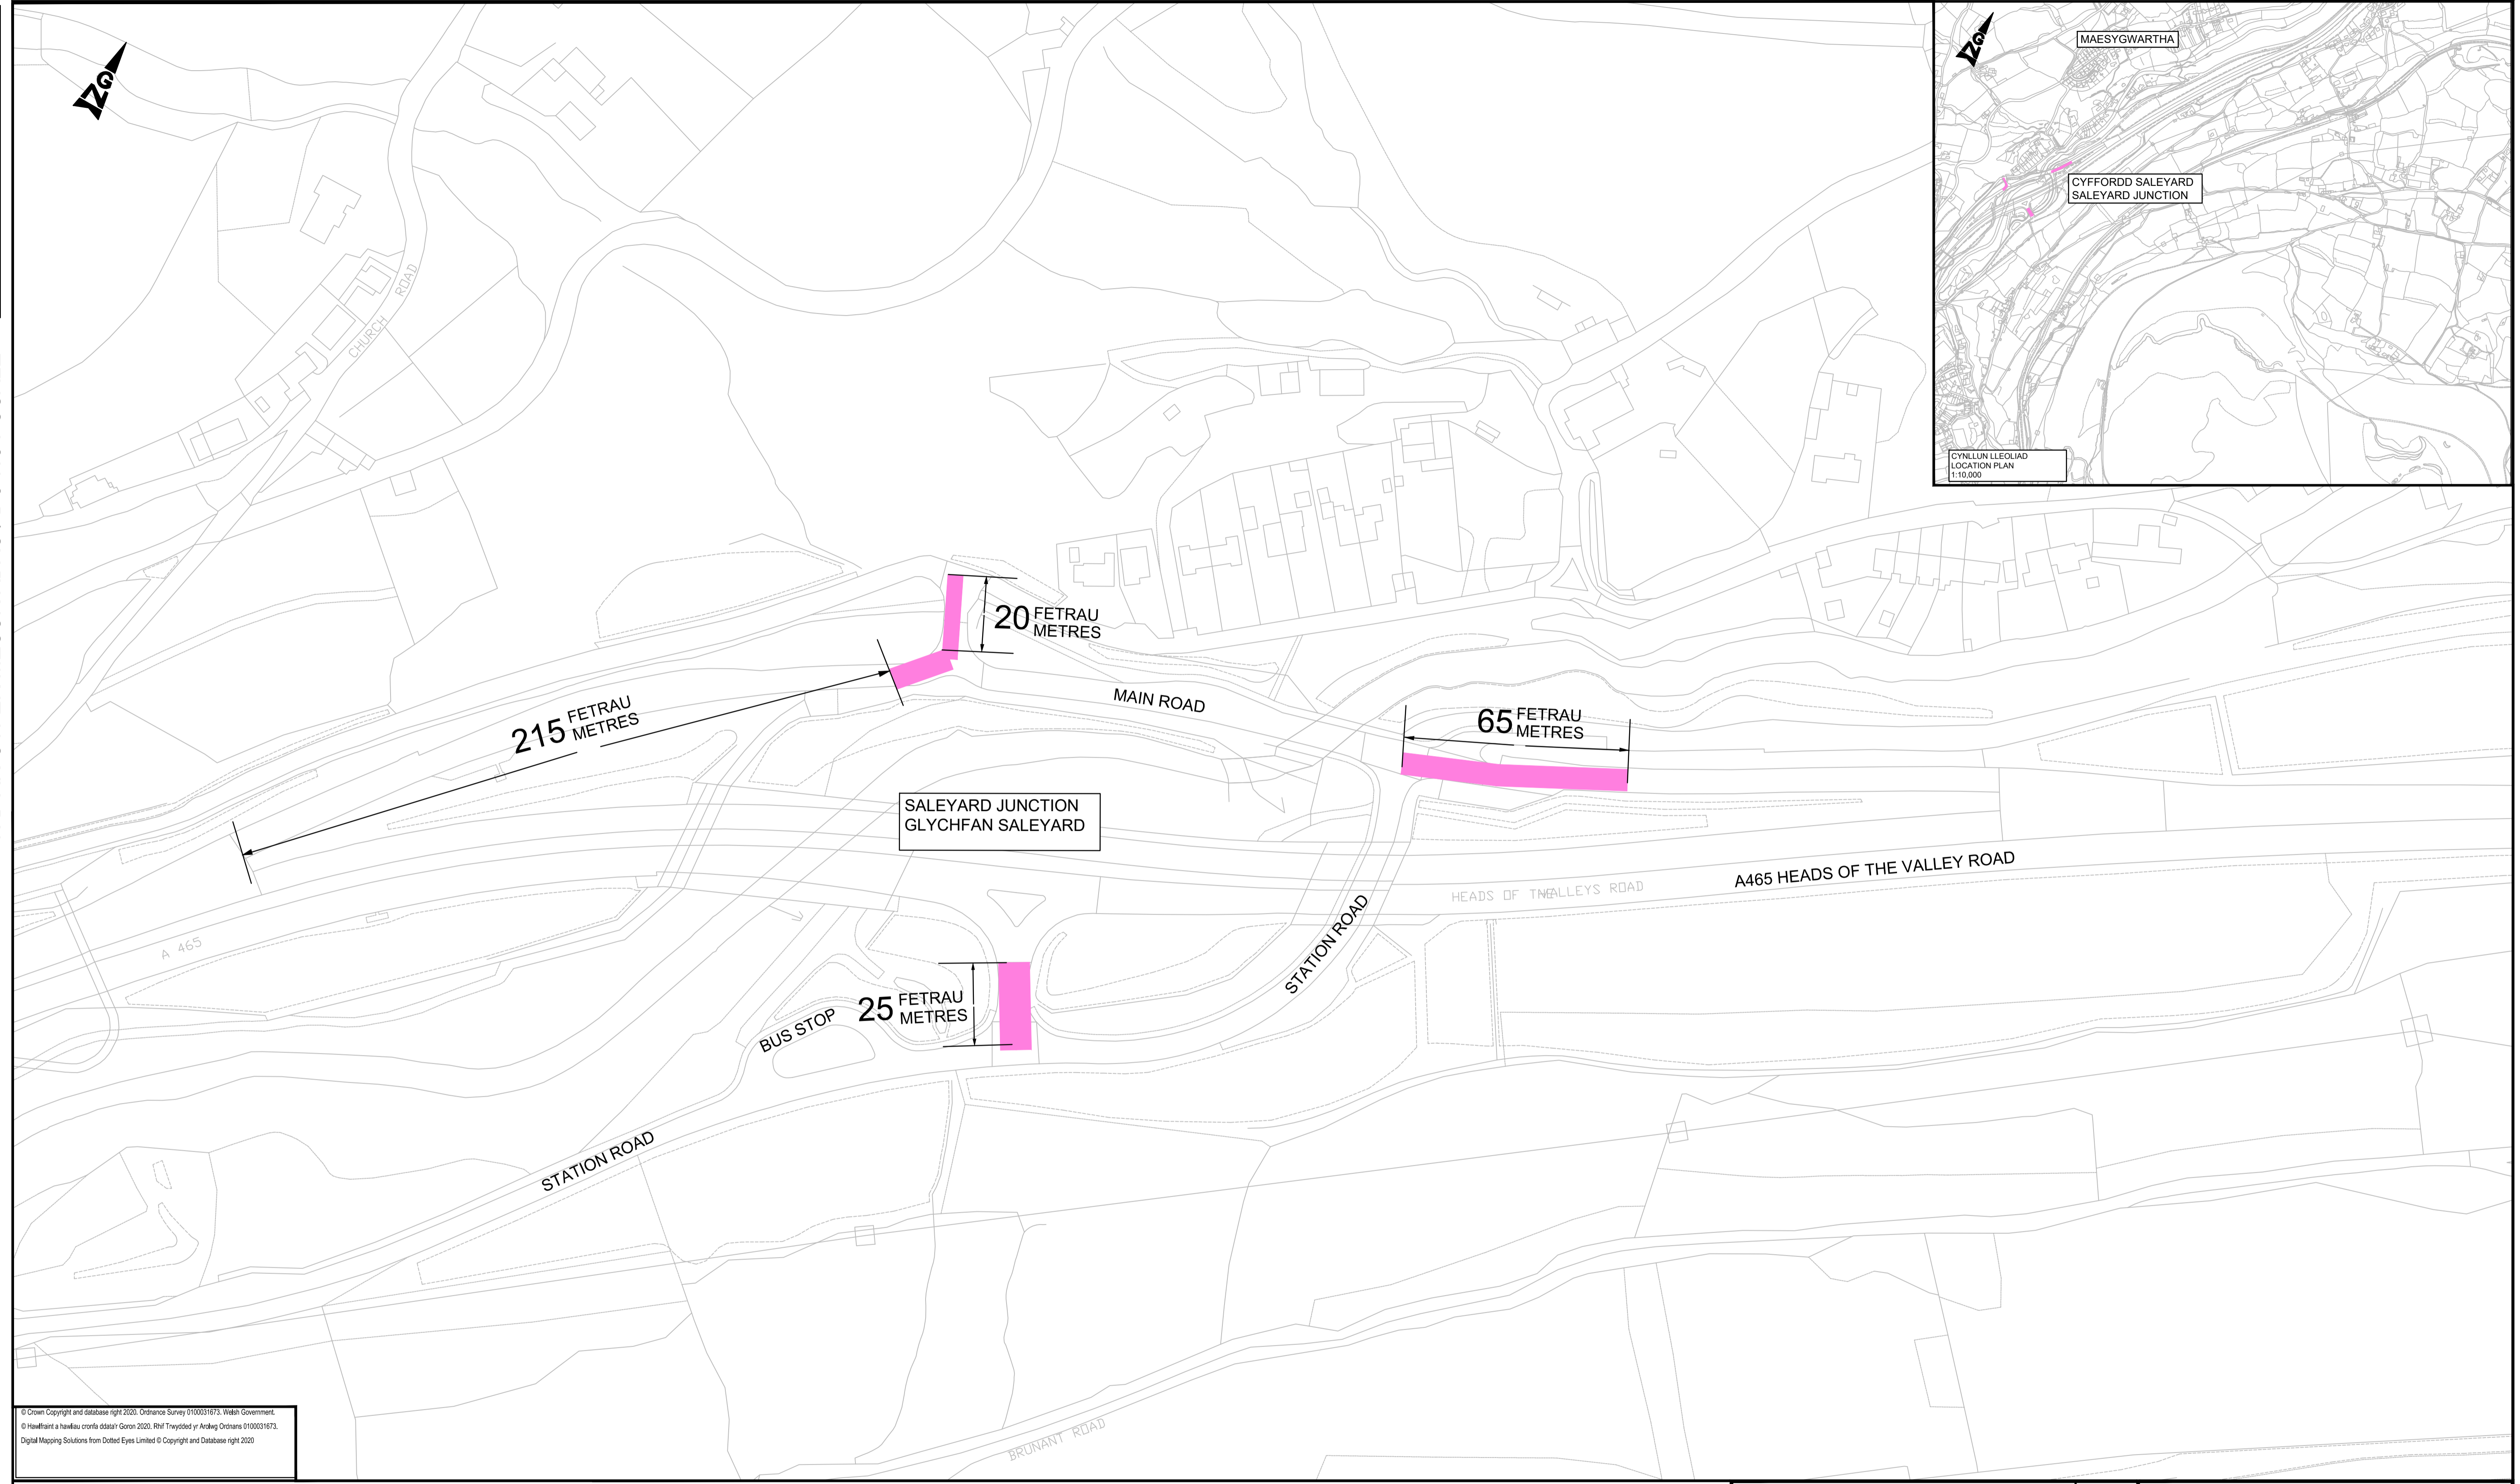 YZG
YZG
MAESYGWARTHA
CYFFORDD SALEYARD
SALEYARD JUNCTION
CYNLLUN LLEOLIAD
LOCATION PLAN
1:10,000
CHURCH ROAD
20 FETRAU
METRES
215 FETRAU
METRES
MAIN ROAD
65 FETRAU
METRES
SALEYARD JUNCTION
GLYCHFAN SALEYARD
A465 HEADS OF THE VALLEY ROAD
HEADS OF THE VALLEYS ROAD
A 465
STATION ROAD
25 FETRAU
METRES
BUS STOP
STATION ROAD
BRUNANT ROAD
© Crown Copyright and database right 2020. Ordnance Survey 0100031673. Welsh Government.
© Hawlfraint a hawliau cronfa ddata'r Goron 2020. Rhif Trwydded yr Arolwg Ordnans 0100031673.
Digital Mapping Solutions from Dotted Eyes Limited © Copyright and Database right 2020